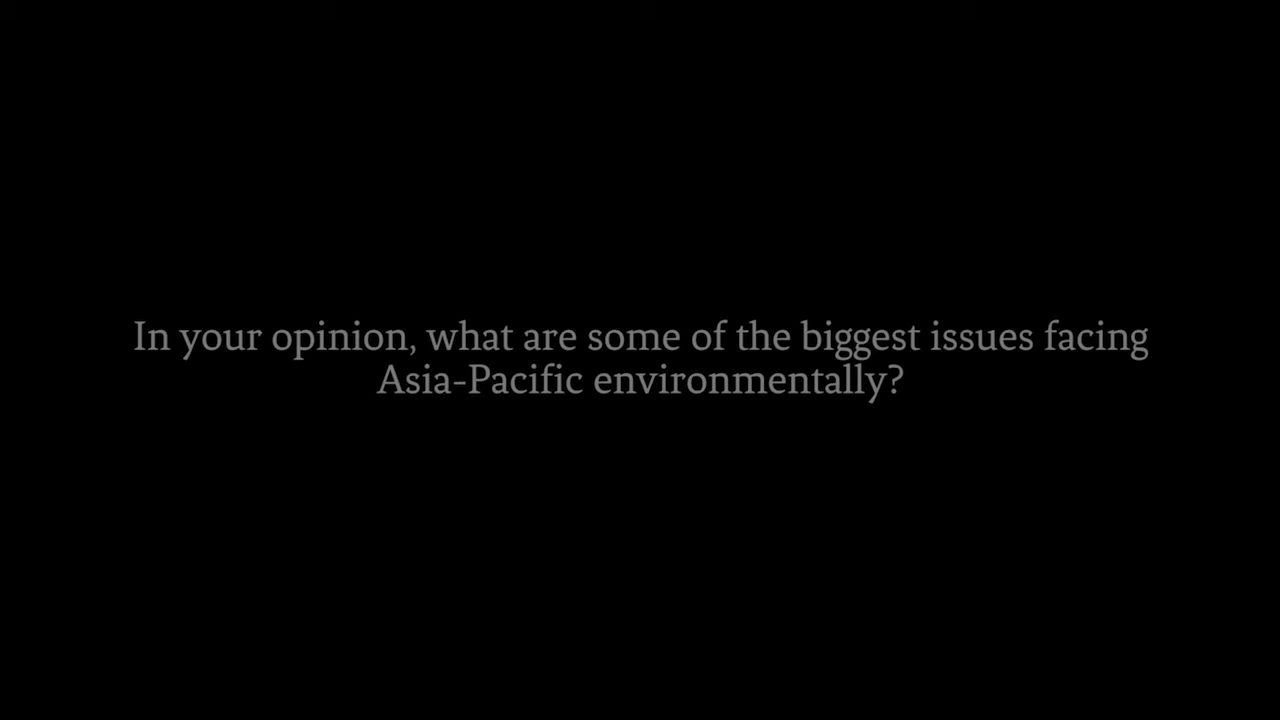 In your opinion, what are some of the biggest issues facing
Asia-Pacific environmentally?